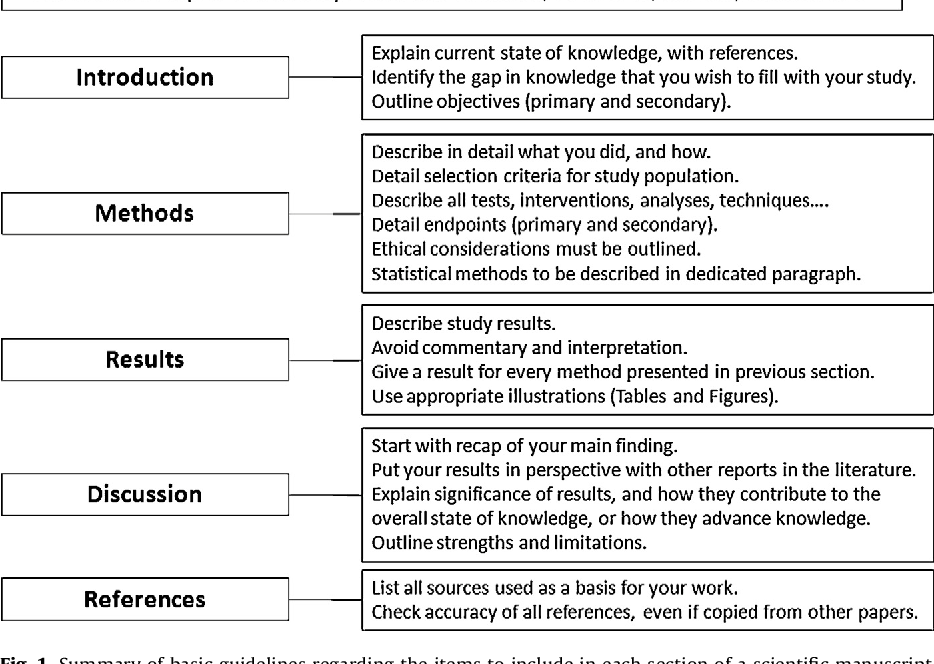 Introduction
Explain current state of knowledge, with references.
Identify the gap in knowledge that you wish to fill with your study.
Outline objectives (primary and secondary).
Methods
Describe in detail what you did, and how.
Detail selection criteria for study population.
Describe all tests, interventions, analyses, techniques....
Detail endpoints (primary and secondary).
Ethical considerations must be outlined.
Statistical methods to be described in dedicated paragraph.
Results
Describe study results.
Avoid commentary and interpretation.
Give a result for every method presented in previous section.
Use appropriate illustrations (Tables and Figures).
Discussion
Start with recap of your main finding.
Put your results in perspective with other reports in the literature.
Explain significance of results, and how they contribute to the
overall state of knowledge, or how they advance knowledge.
Outline strengths and limitations.
References
List all sources used as a basis for your work.
Check accuracy of all references, even if copied from other papers.
Fig. 1. Summary of basic guidelines regarding the items to include in each section of a scientific manuscript